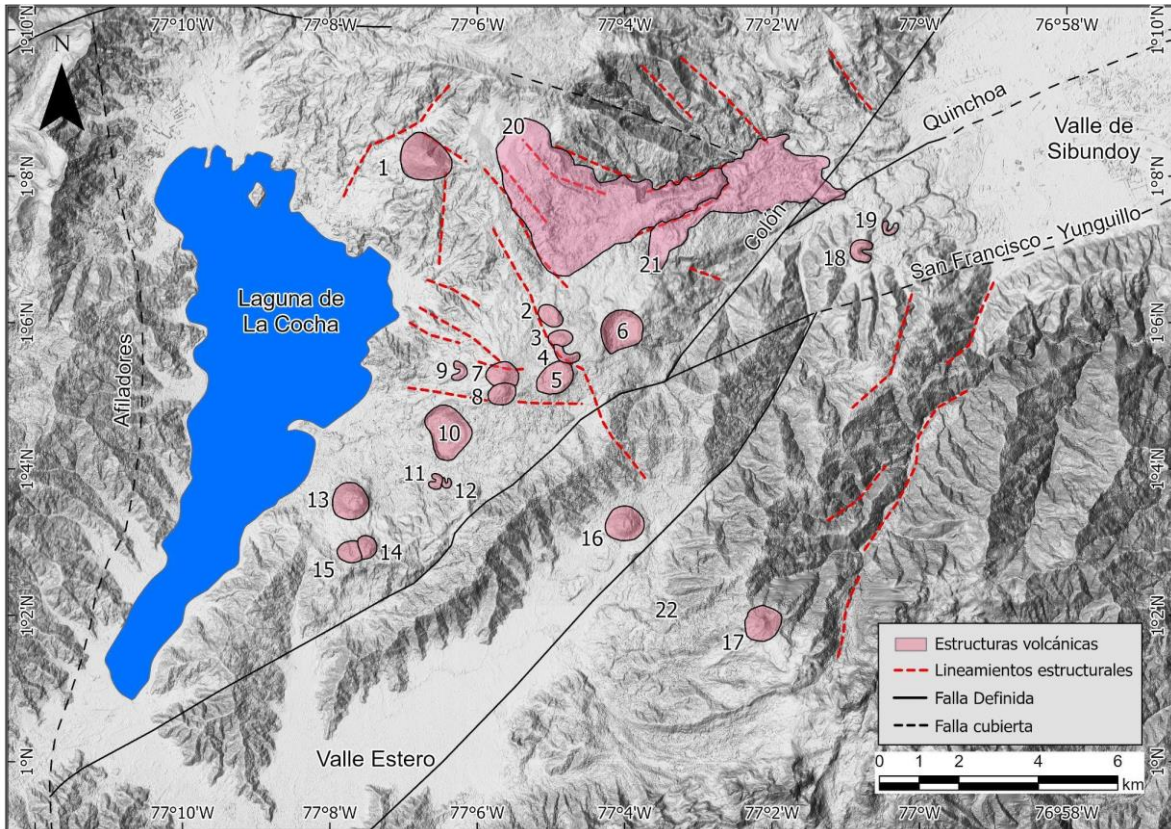 77°10'W 77°8'W 77°6'W 77°4'W 77°2'W 77°W 76°58'W
1°10'N
1°10'N
N
Quinchoa
Valle de
Sibundoy
20
1
1°8'N
1°8'N
Colón
19
18
San Francisco - Yunguillo
21
Laguna de
La Cocha
2
3
6
1°6'N
1°6'N
4
9
7
5
8
Afiladores
10
1°4'N
1°4'N
11
12
13
16
14
15
22
1°2'N
1°2'N
17
Estructuras volcánicas
Lineamientos estructurales
Falla Definida
Falla cubierta
0 1 2 4 6
km
Valle Estero
1°N
1°N
77°10'W 77°8'W 77°6'W 77°4'W 77°2'W 77°W 76°58'W